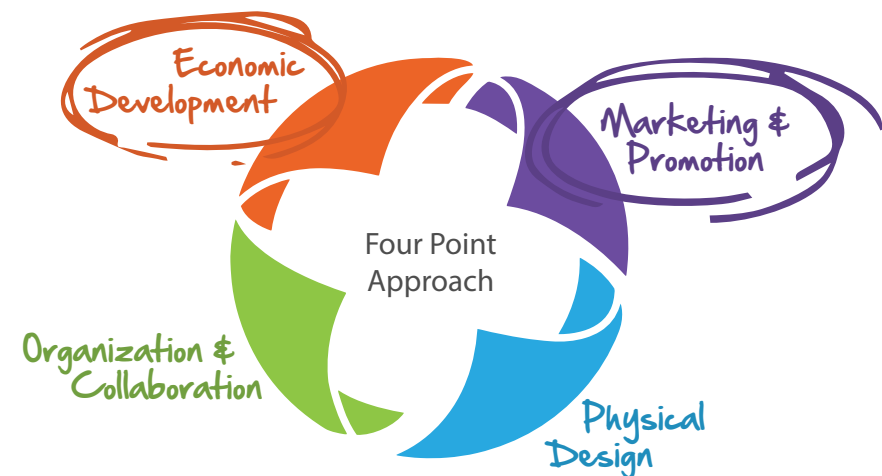 Economic
Development
Marketing &
Promotion
Four Point
Approach
Organization &
Collaboration
Physical
Design